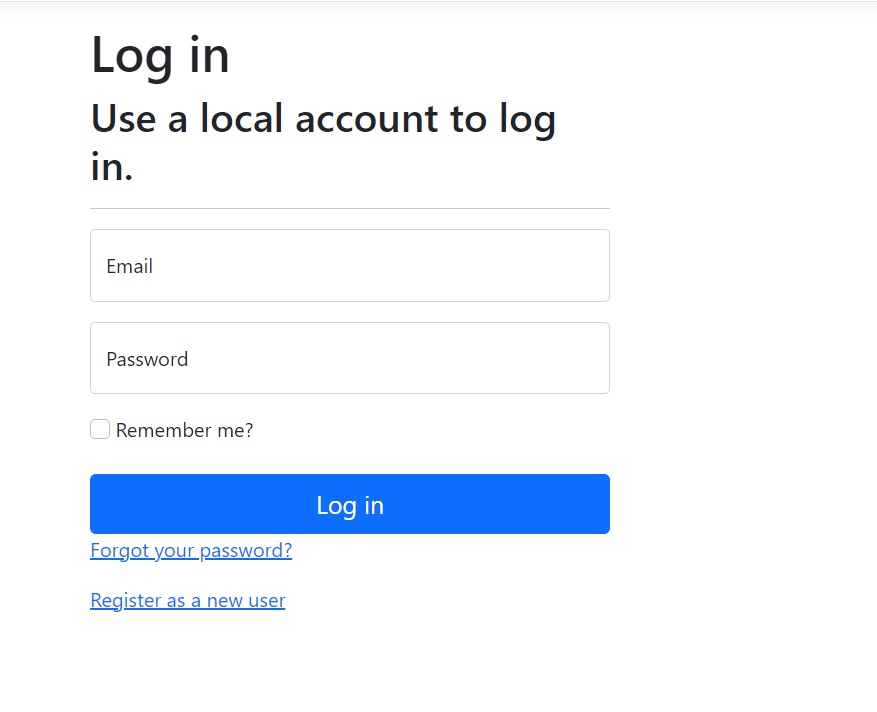 Log in
Use a local account to log
in.
Email
Password
Remember me?
Log in
Forgot your password?
Register as a new user